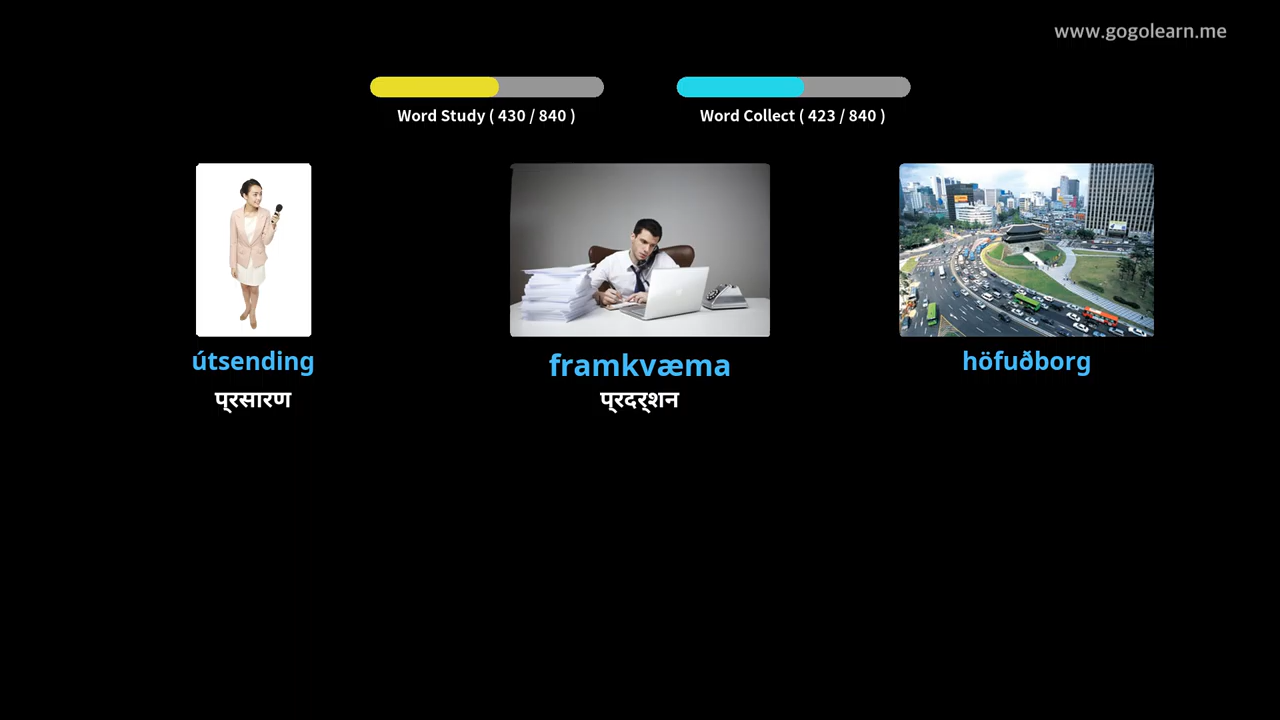 www.gogolearn.me
Word Study ( 430 / 840 )
Word Collect ( 423 / 840 )
útsending
framkvæma
höfuðborg
प्रसारण
प्रदर्शन